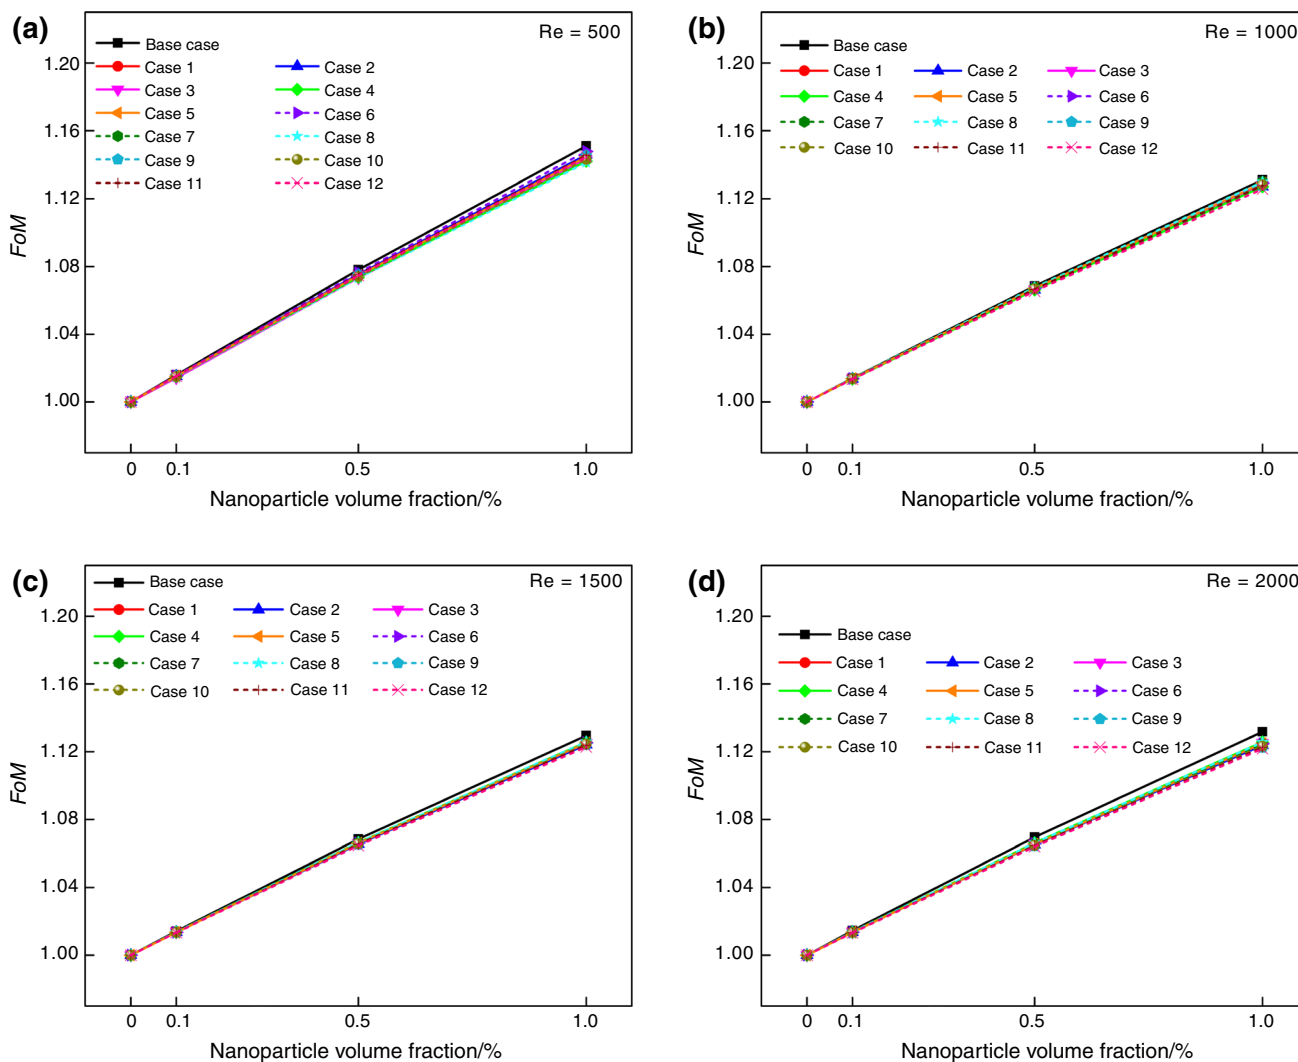 (a)
Re = 500
Base case
Case 1 Case 2
Case 3 Case 4
Case 5 Case 6
Case 7 Case 8
Case 9 Case 10
Case 11 Case 12
FoM
1.20
1.16
1.12
1.08
1.04
1.00
0 0.1 0.5 1.0
Nanoparticle volume fraction/%
(b)
Re = 1000
Base case
Case 1 Case 2 Case 3
Case 4 Case 5 Case 6
Case 7 Case 8 Case 9
Case 10 Case 11 Case 12
FoM
1.20
1.16
1.12
1.08
1.04
1.00
0 0.1 0.5 1.0
Nanoparticle volume fraction/%
(c)
Re = 1500
Base case
Case 1 Case 2 Case 3
Case 4 Case 5 Case 6
Case 7 Case 8 Case 9
Case 10 Case 11 Case 12
FoM
1.20
1.16
1.12
1.08
1.04
1.00
0 0.1 0.5 1.0
Nanoparticle volume fraction/%
(d)
Re = 2000
Base case
Case 1 Case 2 Case 3
Case 4 Case 5 Case 6
Case 7 Case 8 Case 9
Case 10 Case 11 Case 12
FoM
1.20
1.16
1.12
1.08
1.04
1.00
0 0.1 0.5 1.0
Nanoparticle volume fraction/%